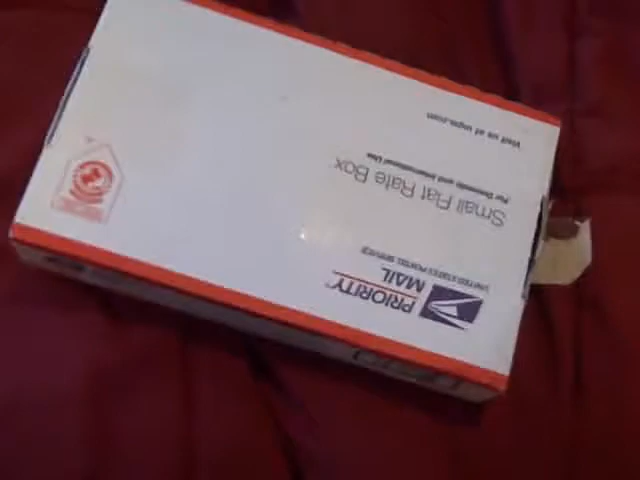 UNITED STATES POSTAL SERVICE
PRIORITY
MAIL
Small Flat Rate Box
For Domestic and International Use
Visit us at usps.com